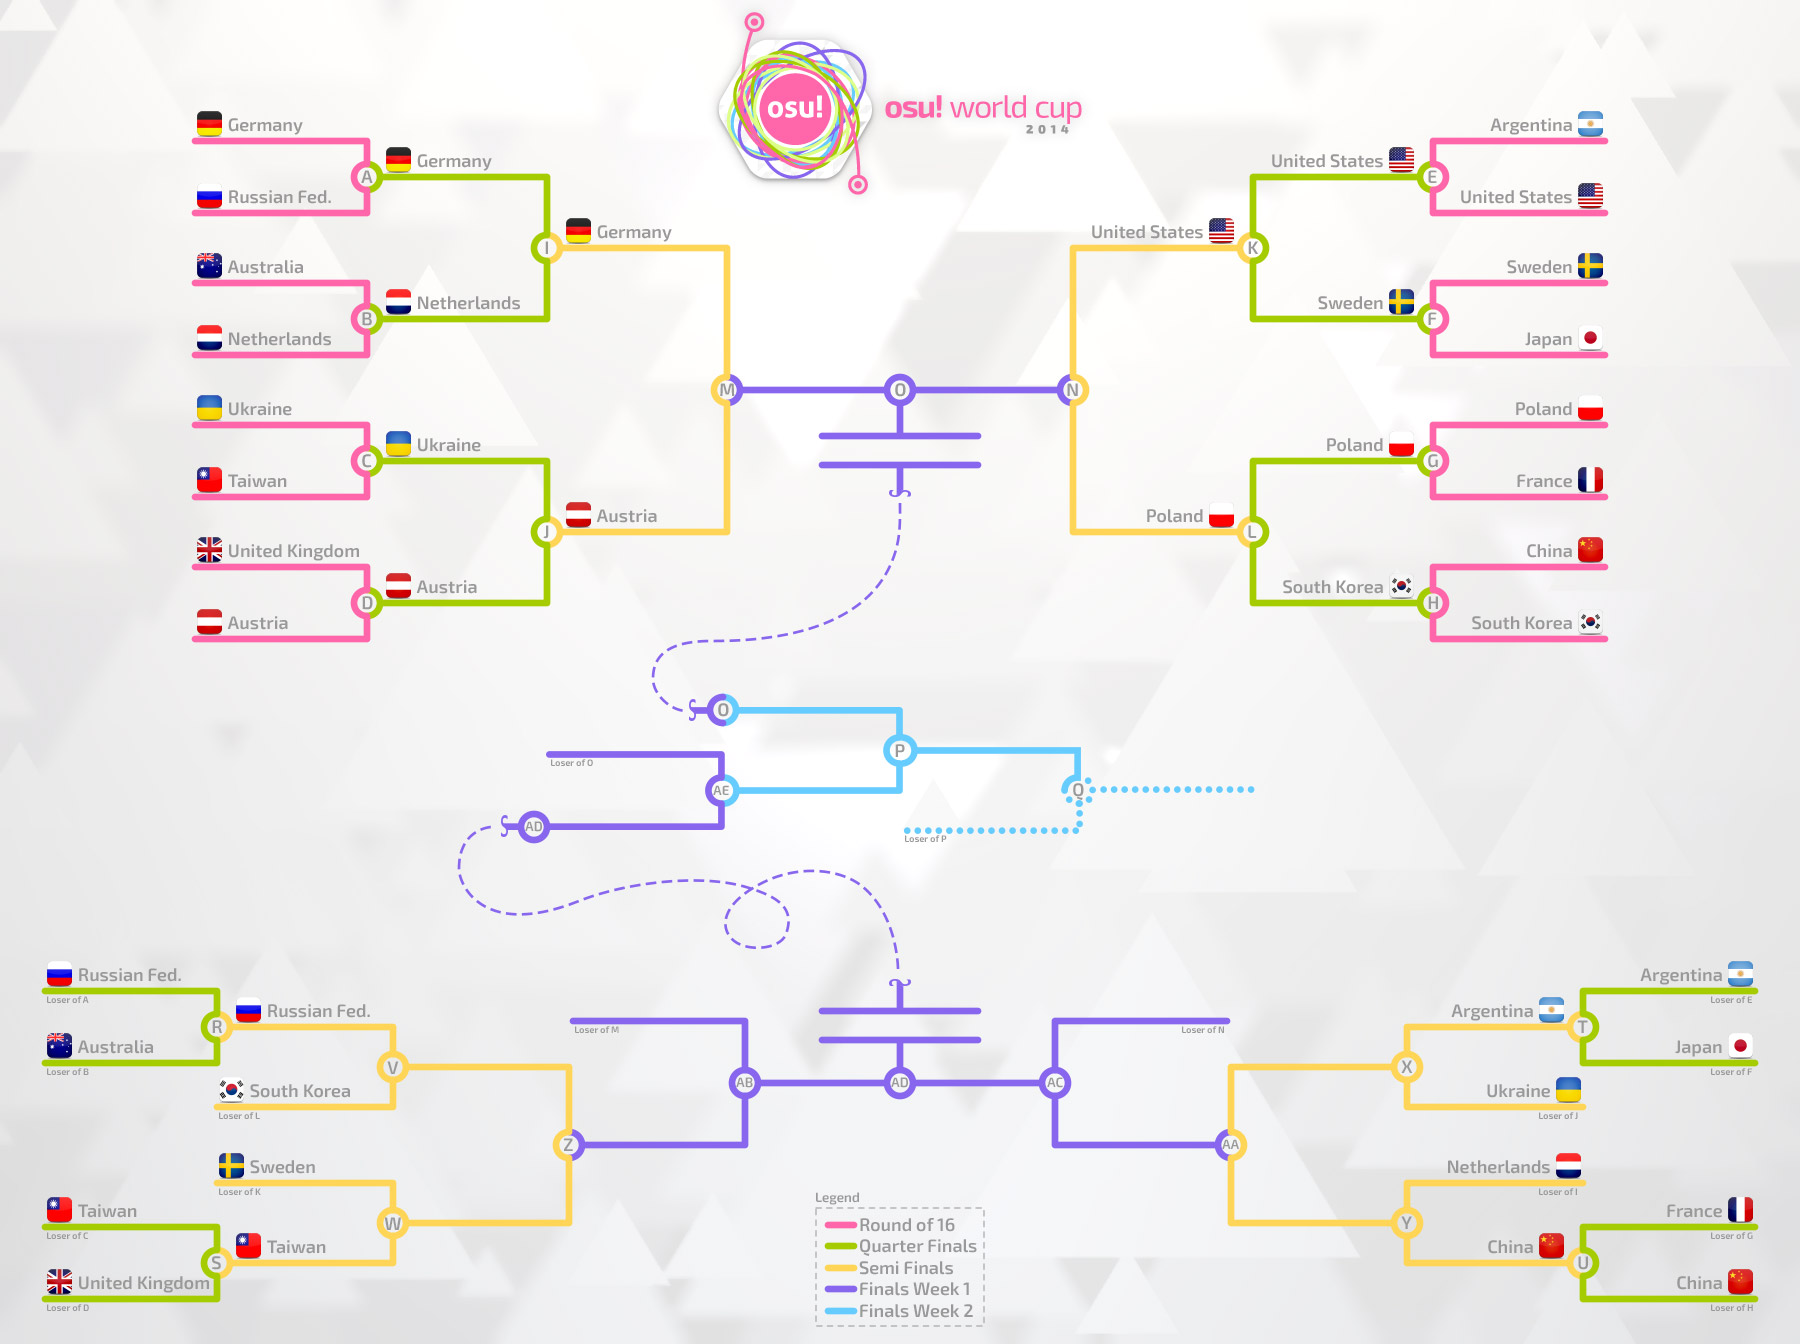 osu!
osu! world cup
2014
Germany
Russian Fed.
A
Germany
Australia
Netherlands
B
Netherlands
I
Germany
Ukraine
Taiwan
C
Ukraine
United Kingdom
Austria
D
Austria
J
Austria
M
O
N
Argentina
United States
E
United States
Sweden
Japan
F
Sweden
K
United States
Poland
France
G
Poland
China
South Korea
H
South Korea
L
Poland
O
Loser of O
P
AE
AD
Q
Loser of P
Russian Fed.
Loser of A
Australia
Loser of B
R
Russian Fed.
South Korea
Loser of L
V
Sweden
Loser of K
Taiwan
Loser of C
United Kingdom
Loser of D
S
Taiwan
W
Z
Loser of M
AB
AD
AC
Loser of N
AA
Argentina
Loser of E
Japan
Loser of F
T
Argentina
Ukraine
Loser of J
X
Netherlands
Loser of I
France
Loser of G
China
Loser of H
U
China
Y
Legend
Round of 16
Quarter Finals
Semi Finals
Finals Week 1
Finals Week 2